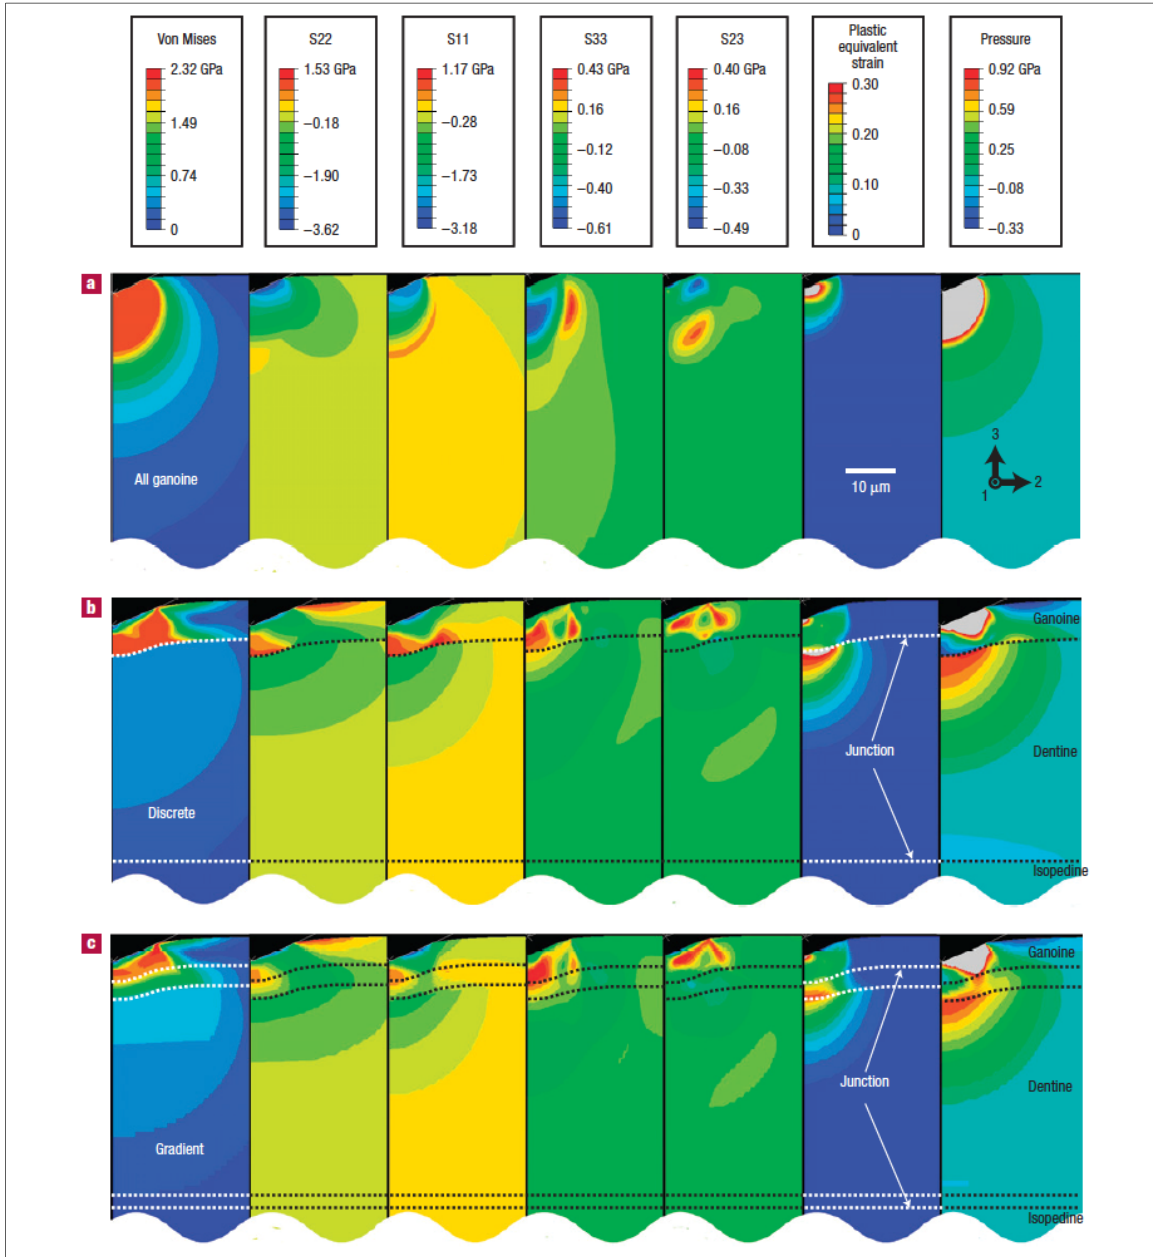 Von Mises
2.32 GPa
1.49
0.74
0
S22
1.53 GPa
−0.18
−1.90
−3.62
S11
1.17 GPa
−0.28
−1.73
−3.18
S33
0.43 GPa
0.16
−0.12
−0.40
−0.61
S23
0.40 GPa
0.16
−0.08
−0.33
−0.49
Plastic
equivalent
strain
0.30
0.20
0.10
0
Pressure
0.92 GPa
0.59
0.25
−0.08
−0.33
a
All ganoine
10 μm
3
2
1
b
Ganoine
Junction
Dentine
Discrete
Isopedine
c
Ganoine
Junction
Dentine
Gradient
Isopedine